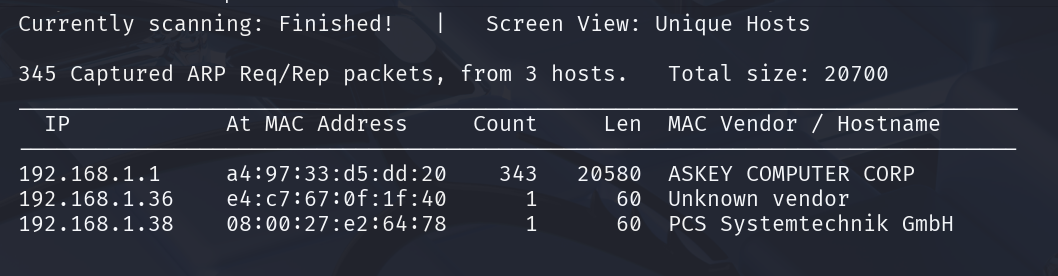 Currently scanning: Finished!   |   Screen View: Unique Hosts
345 Captured ARP Req/Rep packets, from 3 hosts.   Total size: 20700
IP            At MAC Address     Count     Len  MAC Vendor / Hostname
192.168.1.1     a4:97:33:d5:dd:20    343   20580  ASKEY COMPUTER CORP
192.168.1.36    e4:c7:67:0f:1f:40      1      60  Unknown vendor
192.168.1.38    08:00:27:e2:64:78      1      60  PCS Systemtechnik GmbH